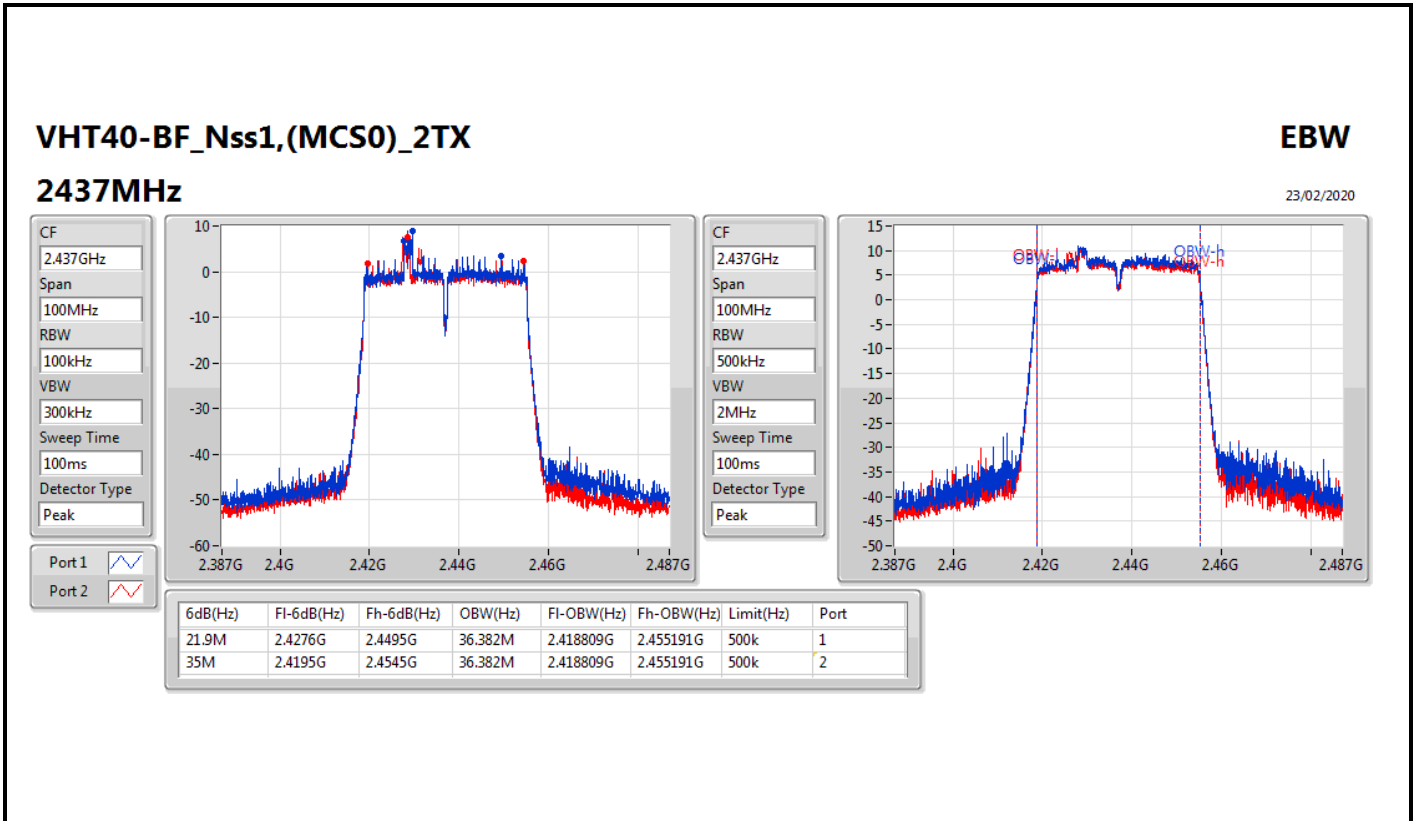 VHT40-BF_Nss1,(MCS0)_2TX
EBW
2437MHz
23/02/2020
CF
2.437GHz
Span
100MHz
RBW
100kHz
VBW
300kHz
Sweep Time
100ms
Detector Type
Peak
Port 1
Port 2
10
0
-10
-20
-30
-40
-50
-60
2.387G 2.4G 2.42G 2.44G 2.46G 2.487G
CF
2.437GHz
Span
100MHz
RBW
500kHz
VBW
2MHz
Sweep Time
100ms
Detector Type
Peak
15
10
5
0
-5
-10
-15
-20
-25
-30
-35
-40
-45
-50
OBW-l
OBW-h
OBW-h
2.387G 2.4G 2.42G 2.44G 2.46G 2.487G
6dB(Hz) Fl-6dB(Hz) Fh-6dB(Hz) OBW(Hz) Fl-OBW(Hz) Fh-OBW(Hz) Limit(Hz) Port
21.9M 2.4276G 2.4495G 36.382M 2.418809G 2.455191G 500k 1
35M 2.4195G 2.4545G 36.382M 2.418809G 2.455191G 500k 2